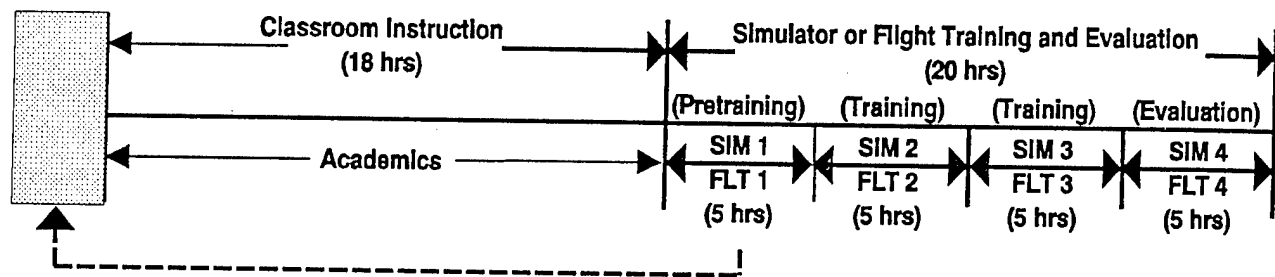 Classroom Instruction
(18 hrs)
Simulator or Flight Training and Evaluation
(20 hrs)
(Pretraining)
(Training)
(Training)
(Evaluation)
Academics
SIM 1
FLT 1
(5 hrs)
SIM 2
FLT 2
(5 hrs)
SIM 3
FLT 3
(5 hrs)
SIM 4
FLT 4
(5 hrs)